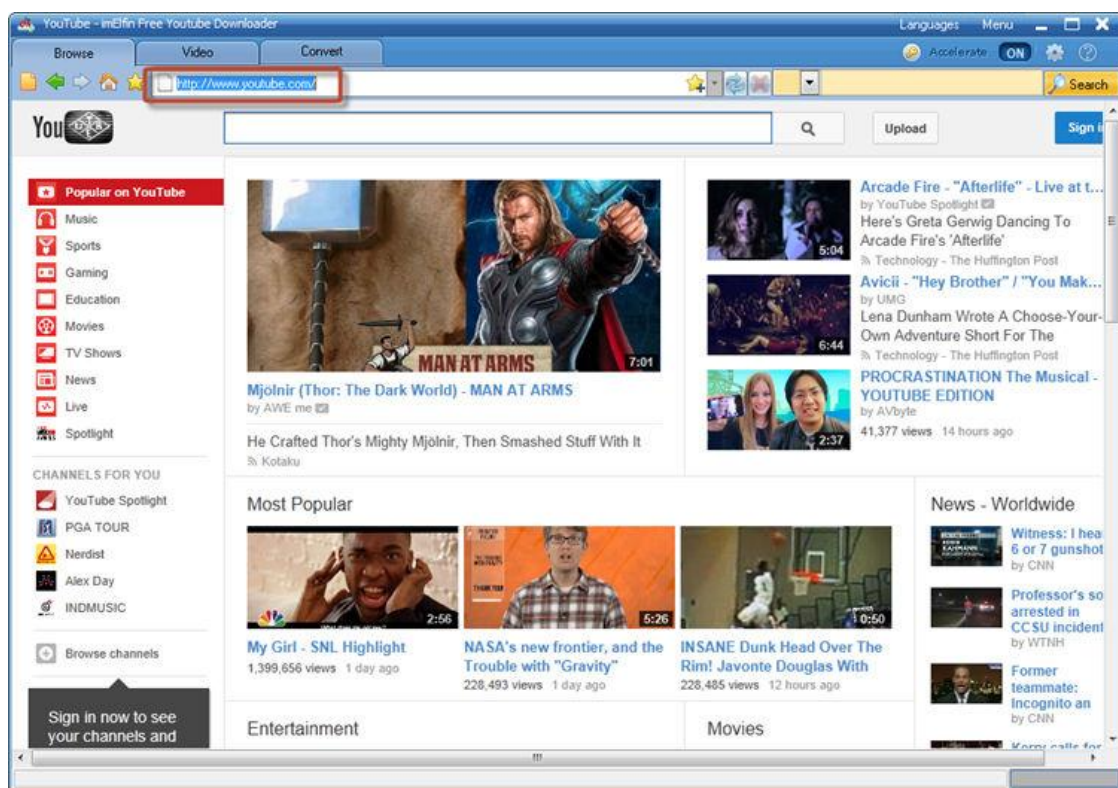 YouTube - imElfin Free Youtube Downloader
Languages Menu
Browse Video Convert
Accelerate ON
http://www.youtube.com/
Search
You
Upload
Sign i
Popular on YouTube
Music
Sports
Gaming
Education
Movies
TV Shows
News
Live
Spotlight
CHANNELS FOR YOU
YouTube Spotlight
PGA TOUR
Nerdist
Alex Day
INDMUSIC
Browse channels
Sign in now to see
your channels and
MAN AT ARMS
7:01
Mjölnir (Thor: The Dark World) - MAN AT ARMS
by AWE me
He Crafted Thor's Mighty Mjölnir, Then Smashed Stuff With It
Kotaku
5:04
Arcade Fire - "Afterlife" - Live at t...
by YouTube Spotlight
Here's Greta Gerwig Dancing To
Arcade Fire's 'Afterlife'
Technology - The Huffington Post
6:44
Avicii - "Hey Brother" / "You Mak...
by UMG
Lena Dunham Wrote A Choose-Your-
Own Adventure Short For The
Technology - The Huffington Post
2:37
PROCRASTINATION The Musical -
YOUTUBE EDITION
by AVbyte
41,377 views 14 hours ago
Most Popular
2:56
My Girl - SNL Highlight
1,399,656 views 1 day ago
5:26
NASA's new frontier, and the
Trouble with "Gravity"
228,493 views 1 day ago
0:50
INSANE Dunk Head Over The
Rim! Javonte Douglas With
228,485 views 12 hours ago
News - Worldwide
Witness: I hea
6 or 7 gunshot
by CNN
Professor's so
arrested in
CCSU incident
by WTNH
Former
teammate:
Incognito an
by CNN
Kerry calls for
Entertainment
Movies